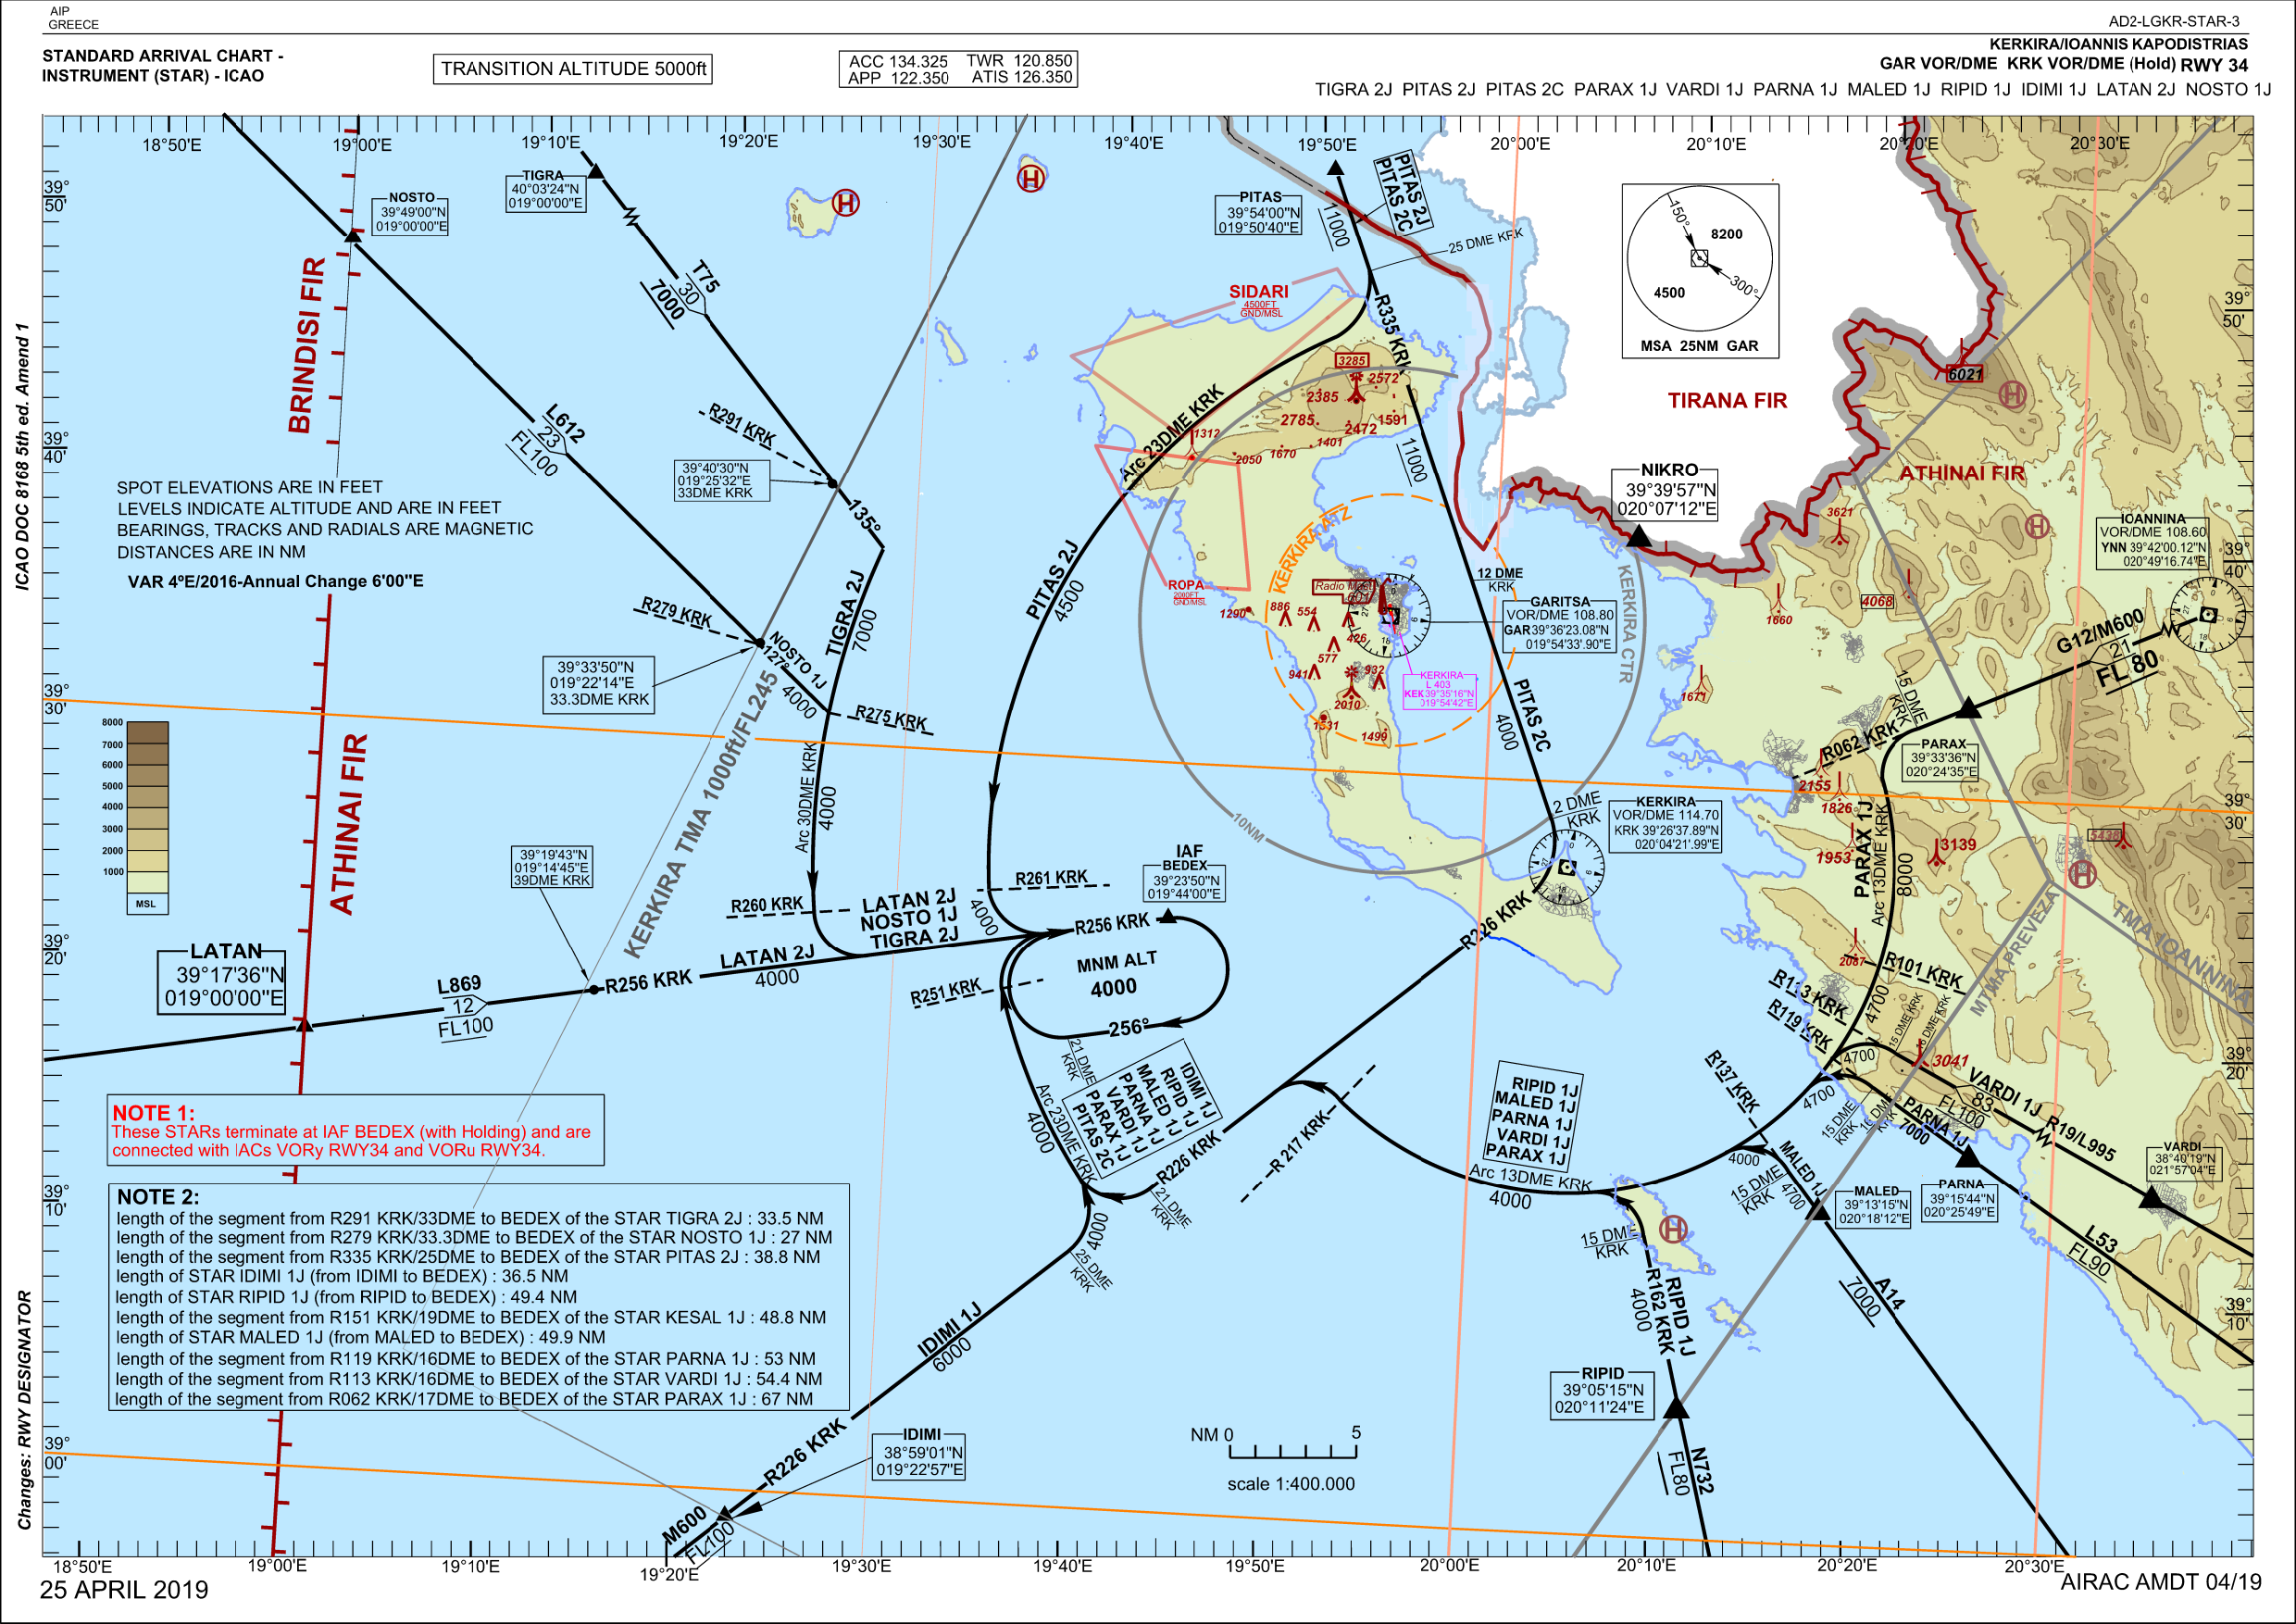 AIP
GREECE
AD2-LGKR-STAR-3
STANDARD ARRIVAL CHART -
INSTRUMENT (STAR) - ICAO
TRANSITION ALTITUDE 5000ft
ACC 134.325 TWR 120.850
APP 122.350 ATIS 126.350
KERKIRA/IOANNIS KAPODISTRIAS
GAR VOR/DME KRK VOR/DME (Hold) RWY 34
TIGRA 2J PITAS 2J PITAS 2C PARAX 1J VARDI 1J PARNA 1J MALED 1J RIPID 1J IDIMI 1J LATAN 2J NOSTO 1J
18°50'E 19°00'E 19°10'E 19°20'E 19°30'E 19°40'E 19°50'E 20°00'E 20°10'E 20°20'E 20°30'E
ICAO DOC 8168 5th ed. Amend 1
Changes: RWY DESIGNATOR
39°
50'
39°
40'
39°
30'
39°
20'
39°
10'
39°
00'
NOSTO
39°49'00"N
019°00'00"E
TIGRA
40°03'24"N
019°00'00"E
PITAS
39°54'00"N
019°50'40"E
PITAS 2J
PITAS 2C
11000
25 DME KRK
150°
8200
4500
300°
MSA 25NM GAR
BRINDISI FIR
ATHINAI FIR
T75
30
7000
SIDARI
4500FT
GND/MSL
R335 KRK
TIRANA FIR
ATHINAI FIR
6021
39°
50'
L612
23
FL100
R291 KRK
39°40'30"N
019°25'32"E
33DME KRK
135°
Arc 23DME KRK
3285
2572
2385
2785
2472
1591
1401
1670
2050
1312
11000
NIKRO
39°39'57"N
020°07'12"E
3621
IOANNINA
VOR/DME 108.60
YNN 39°42'00.12"N
020°49'16.74"E
39°
40'
SPOT ELEVATIONS ARE IN FEET
LEVELS INDICATE ALTITUDE AND ARE IN FEET
BEARINGS, TRACKS AND RADIALS ARE MAGNETIC
DISTANCES ARE IN NM
VAR 4°E/2016-Annual Change 6'00"E
TIGRA 2J
7000
PITAS 2J
4500
ROPA
2000FT
GND/MSL
KERKIRA ATZ
KERKIRA CTR
1290
886
554
426
577
941
932
2010
1531
1499
12 DME
KRK
GARITSA
VOR/DME 108.80
GAR39°36'23.08"N
019°54'33'.90"E
KERKIRA
L 403
KEK39°35'16"N
019°54'42"E
4068
1660
1671
G12/M600
21
FL 80
R279 KRK
39°33'50"N
019°22'14"E
33.3DME KRK
NOSTO 1J
127°
4000
R275 KRK
Arc 30DME KRK
4000
KERKIRA TMA 1000ft/FL245
PITAS 2C
4000
10NM
2 DME
KRK
KERKIRA
VOR/DME 114.70
KRK 39°26'37.89"N
020°04'21'.99"E
15 DME
KRK
R062 KRK
PARAX
39°33'36"N
020°24'35"E
2155
1826
1953
3139
PARAX 1J
Arc 13DME KRK
8000
39°
30'
8000
7000
6000
5000
4000
3000
2000
1000
MSL
39°19'43"N
019°14'45"E
39DME KRK
R260 KRK
LATAN 2J
NOSTO 1J
TIGRA 2J
R261 KRK
4000
IAF
BEDEX
39°23'50"N
019°44'00"E
R256 KRK
MNM ALT
4000
256°
R251 KRK
R226 KRK
LATAN
39°17'36"N
019°00'00"E
L869
12
FL100
R256 KRK
LATAN 2J
4000
2087
R101 KRK
R113 KRK
R119 KRK
4700
15 DME KRK
MTMA PREVEZA
TMA IOANNINA
3041
4700
VARDI 1J
83
FL100
R19/L995
39°
20'
NOTE 1:
These STARs terminate at IAF BEDEX (with Holding) and are
connected with IACs VORy RWY34 and VORu RWY34.
21 DME
KRK
Arc 23DME KRK
4000
IDIMI 1J
RIPID 1J
MALED 1J
PARNA 1J
VARDI 1J
PARAX 1J
PITAS 2C
R226 KRK
21 DME
KRK
R 217 KRK
RIPID 1J
MALED 1J
PARNA 1J
VARDI 1J
PARAX 1J
Arc 13DME KRK
4000
R137 KRK
4700
15 DME
KRK
PARNA 1J
7000
4000
MALED 1J
4700
15 DME
KRK
MALED
39°13'15"N
020°18'12"E
PARNA
39°15'44"N
020°25'49"E
VARDI
38°40'19"N
021°57'04"E
L53
FL90
A14
7000
39°
10'
NOTE 2:
length of the segment from R291 KRK/33DME to BEDEX of the STAR TIGRA 2J : 33.5 NM
length of the segment from R279 KRK/33.3DME to BEDEX of the STAR NOSTO 1J : 27 NM
length of the segment from R335 KRK/25DME to BEDEX of the STAR PITAS 2J : 38.8 NM
length of STAR IDIMI 1J (from IDIMI to BEDEX) : 36.5 NM
length of STAR RIPID 1J (from RIPID to BEDEX) : 49.4 NM
length of the segment from R151 KRK/19DME to BEDEX of the STAR KESAL 1J : 48.8 NM
length of STAR MALED 1J (from MALED to BEDEX) : 49.9 NM
length of the segment from R119 KRK/16DME to BEDEX of the STAR PARNA 1J : 53 NM
length of the segment from R113 KRK/16DME to BEDEX of the STAR VARDI 1J : 54.4 NM
length of the segment from R062 KRK/17DME to BEDEX of the STAR PARAX 1J : 67 NM
4000
25 DME
KRK
IDIMI 1J
6000
R226 KRK
IDIMI
38°59'01"N
019°22'57"E
M600
FL100
15 DME
KRK
RIPID 1J
R162 KRK
4000
RIPID
39°05'15"N
020°11'24"E
N732
FL80
NM 0 5
scale 1:400.000
18°50'E 19°00'E 19°10'E 19°20'E 19°30'E 19°40'E 19°50'E 20°00'E 20°10'E 20°20'E 20°30'E
25 APRIL 2019
AIRAC AMDT 04/19